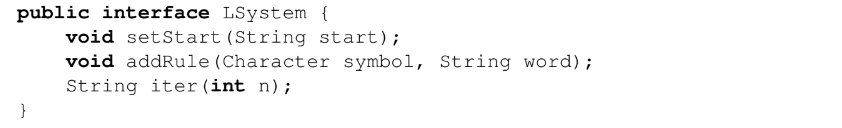 public interface LSystem {
    void setStart(String start);
    void addRule(Character symbol, String word);
    String iter(int n);
}